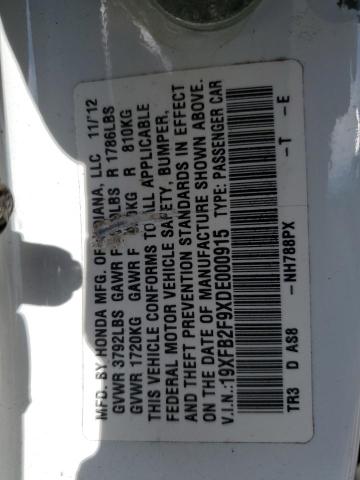 MFG. BY HONDA MFG. OF INDIANA, LLC 11/'12
GVWR 3792LBS GAWR F LBS R 1786LBS
GVWR 1720KG GAWR F KG R 810KG
THIS VEHICLE CONFORMS TO ALL APPLICABLE
FEDERAL MOTOR VEHICLE SAFETY, BUMPER,
AND THEFT PREVENTION STANDARDS IN EFFECT
ON THE DATE OF MANUFACTURE SHOWN ABOVE.
V.I.N.: 19XFB2F9XDE000915 TYPE: PASSENGER CAR
TR3 D AS8 - NH788PX - T - E